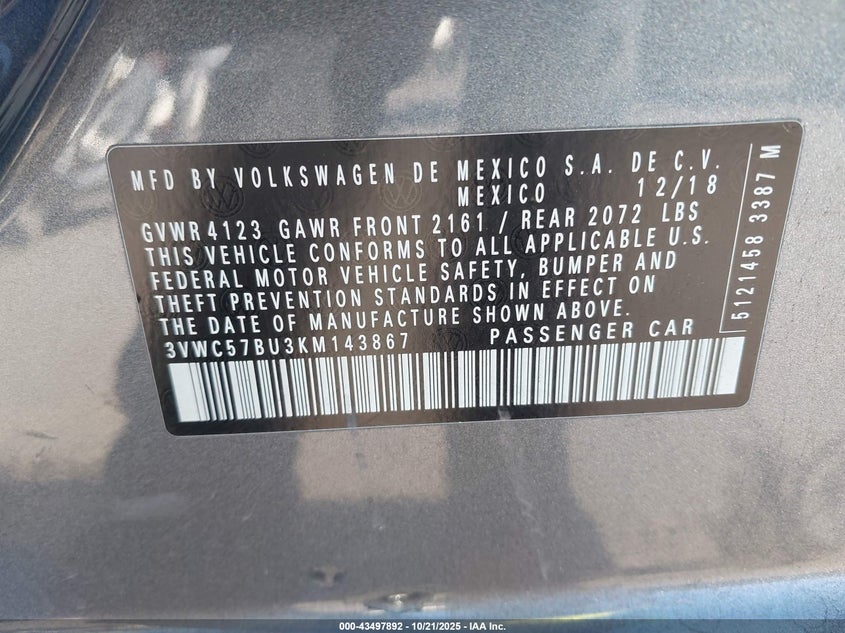 MFD BY VOLKSWAGEN DE MEXICO S.A. DE C.V.
MEXICO 12/18
GVWR 4123 GAWR FRONT 2161 / REAR 2072 LBS
THIS VEHICLE CONFORMS TO ALL APPLICABLE U.S.
FEDERAL MOTOR VEHICLE SAFETY, BUMPER AND
THEFT PREVENTION STANDARDS IN EFFECT ON
THE DATE OF MANUFACTURE SHOWN ABOVE.
3VWC57BU3KM143867 PASSENGER CAR
5121458 3387 M
000-43497892 - 10/21/2025 - IAA Inc.